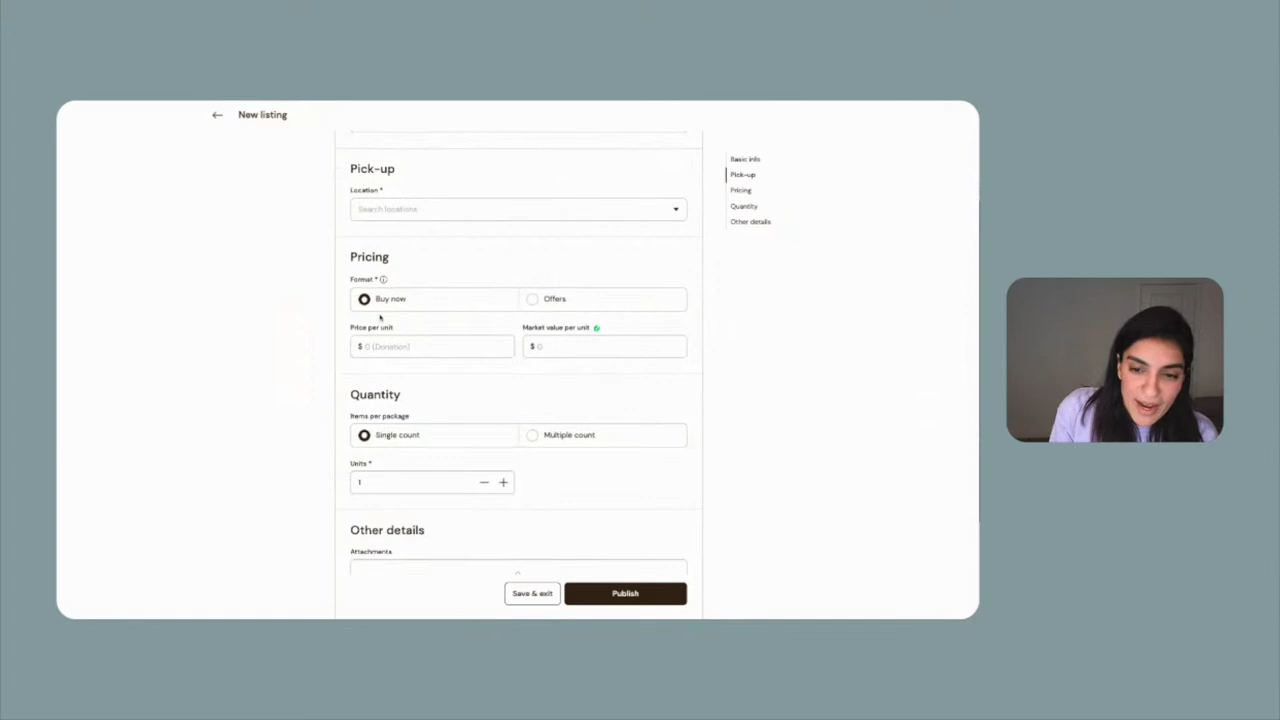 New listing
Pick-up
Location *
Search locations
Pricing
Format *
Buy now
Offers
Price per unit
Market value per unit
$ 0 (Donation)
$ 0
Quantity
Items per package
Single count
Multiple count
Units *
1
Other details
Attachments
Save & exit
Publish
Basic info
Pick-up
Pricing
Quantity
Other details